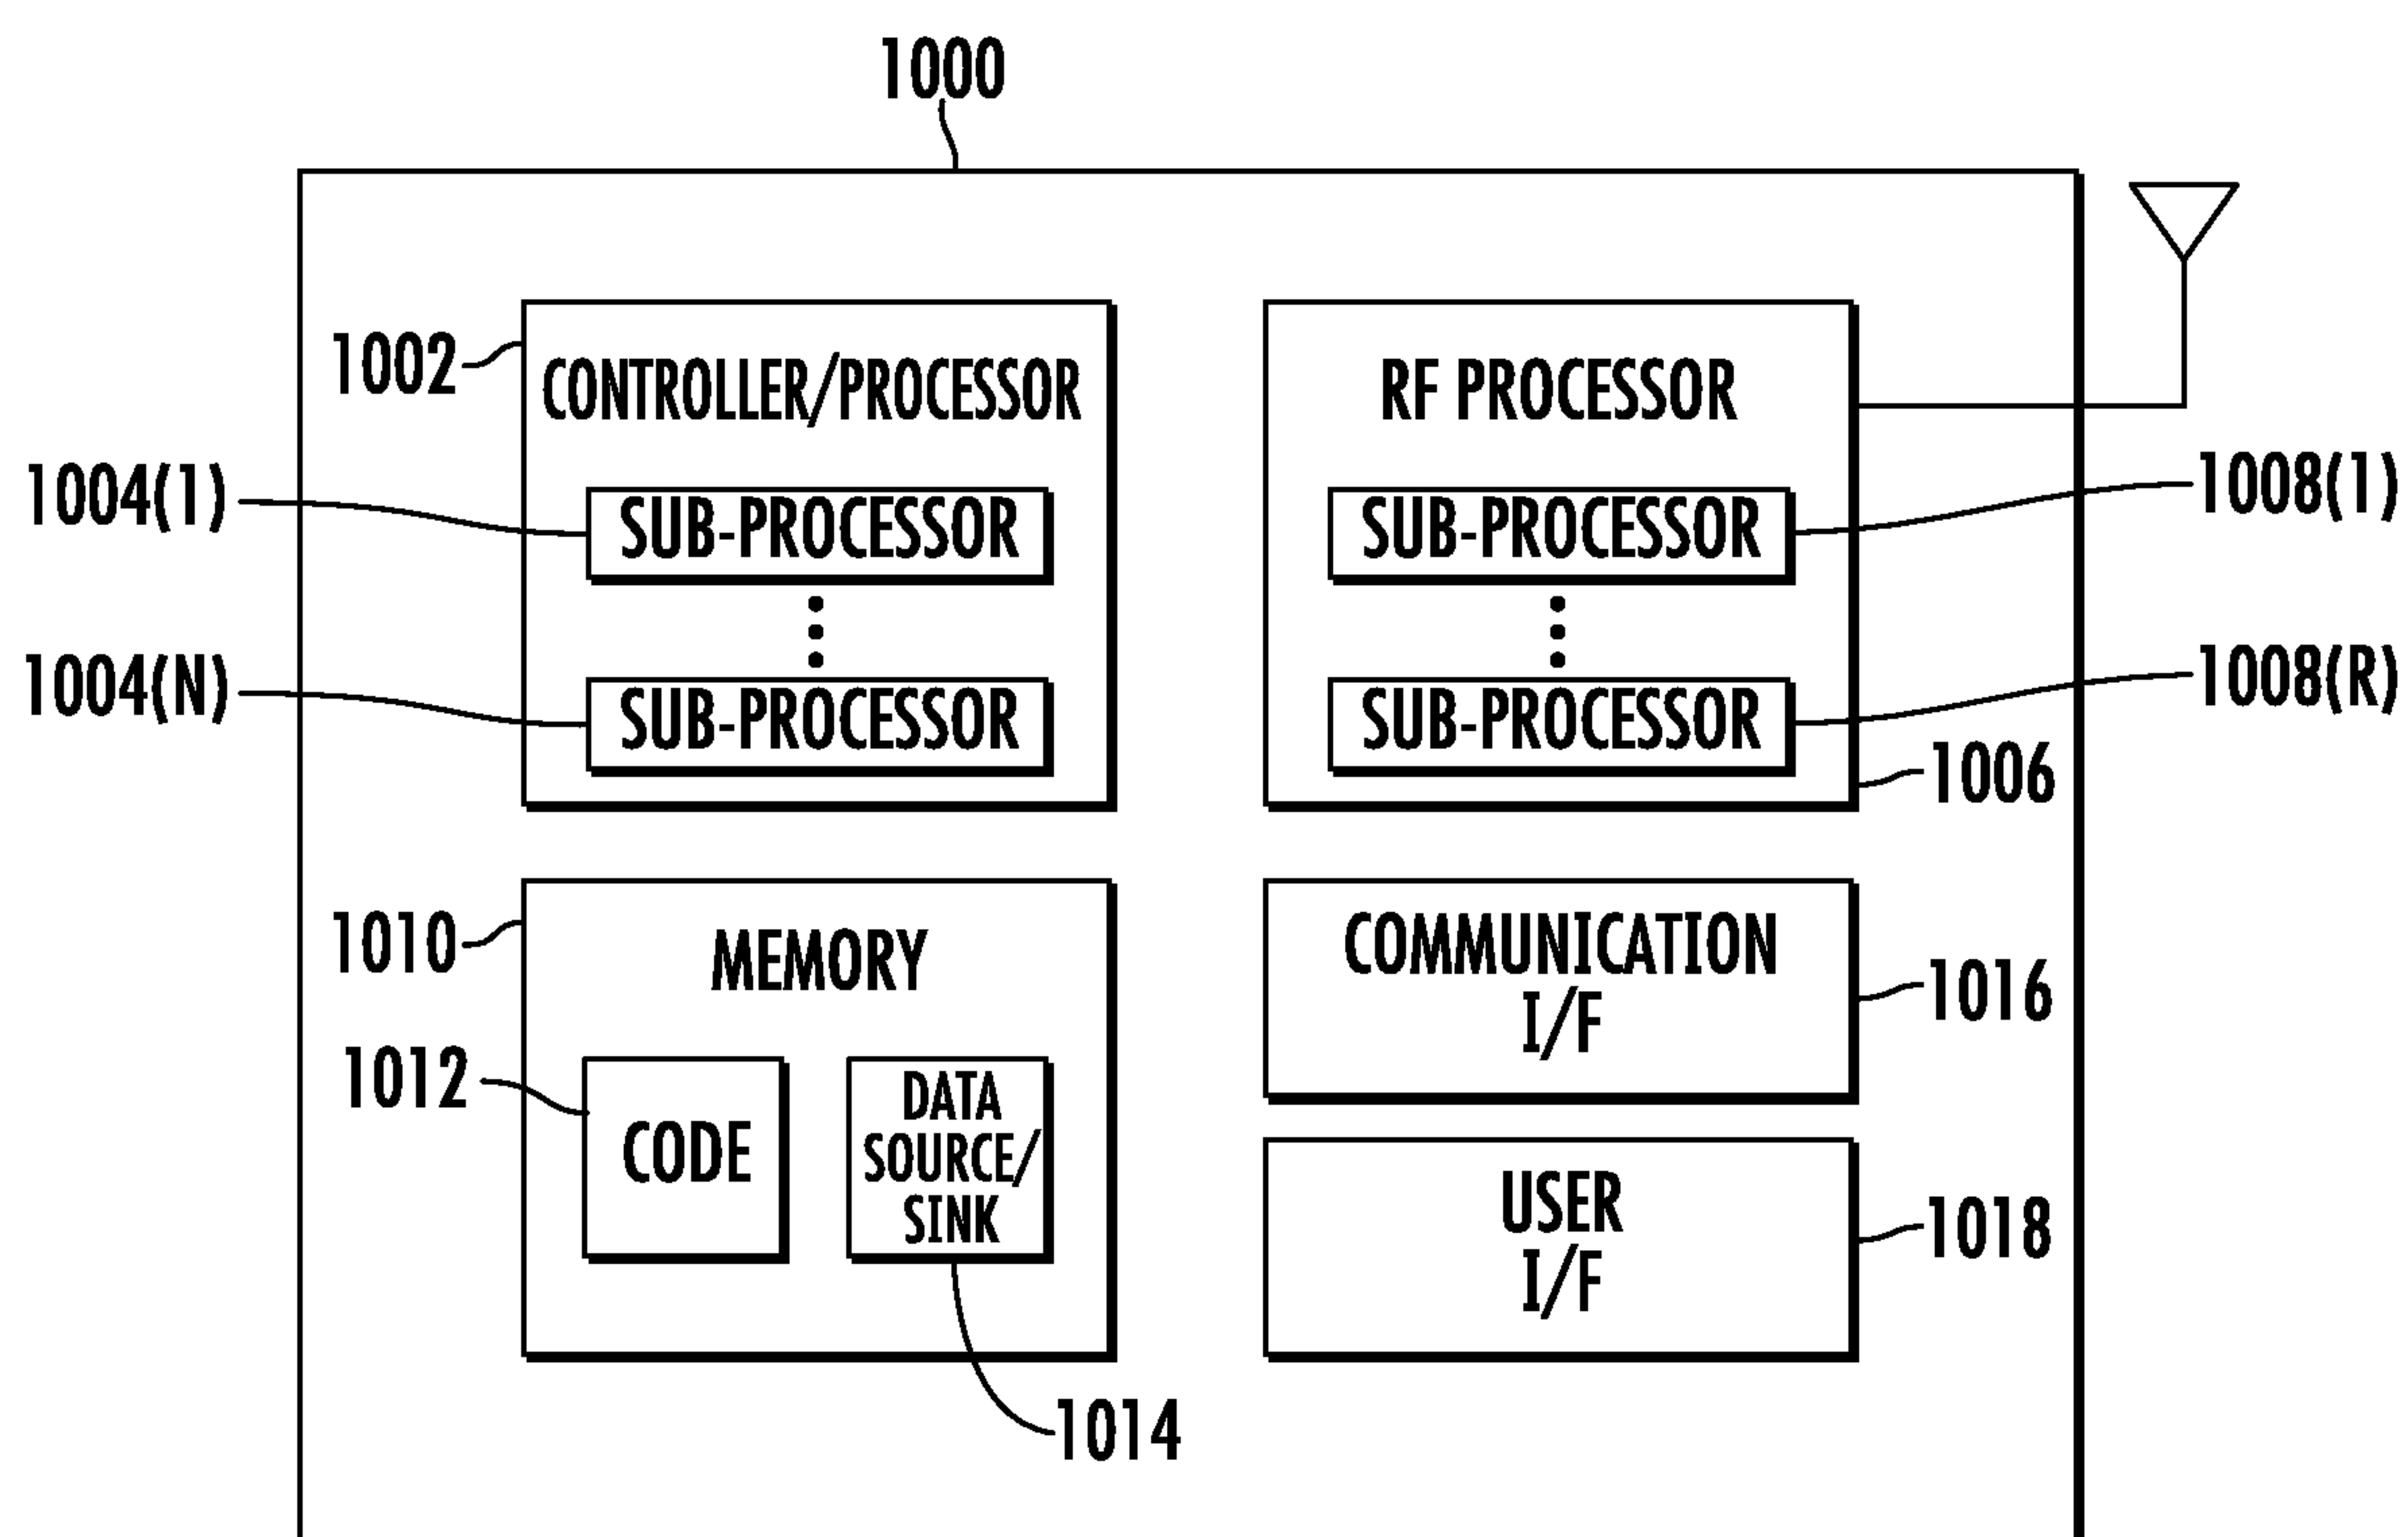 1000
1002
CONTROLLER/PROCESSOR
RF PROCESSOR
1004(1)
SUB-PROCESSOR
SUB-PROCESSOR
1008(1)
1004(N)
SUB-PROCESSOR
SUB-PROCESSOR
1008(R)
1006
1010
MEMORY
COMMUNICATION
I/F
1016
1012
CODE
DATA
SOURCE/
SINK
USER
I/F
1018
1014